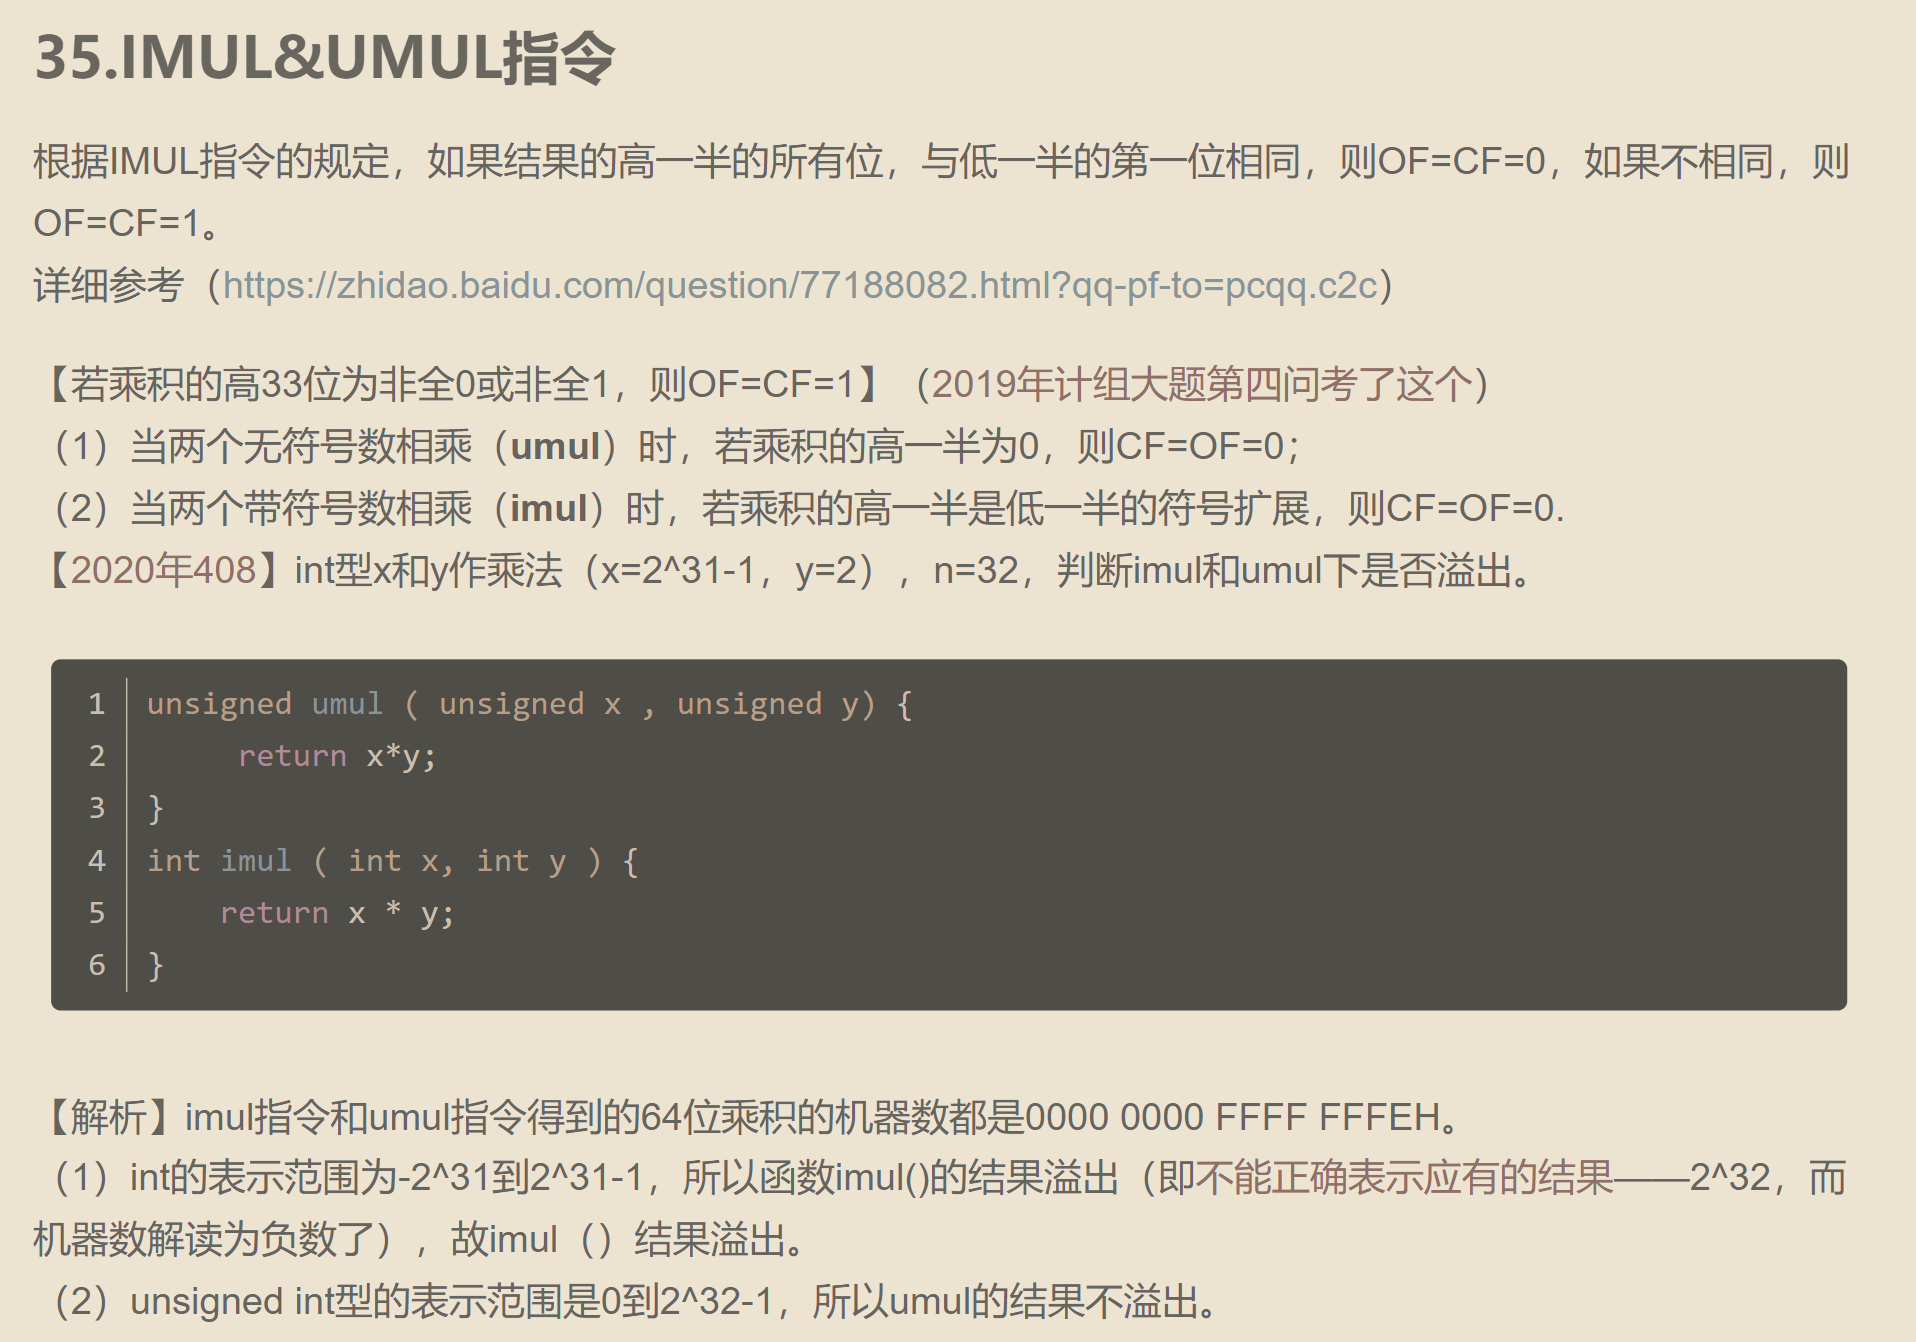 35.IMUL&UMUL指令
根据IMUL指令的规定，如果结果的高一半的所有位，与低一半的第一位相同，则OF=CF=0，如果不相同，则
OF=CF=1。
详细参考（https://zhidao.baidu.com/question/77188082.html?qq-pf-to=pcqq.c2c）
【若乘积的高33位为非全0或非全1，则OF=CF=1】（2019年计组大题第四问考了这个）
（1）当两个无符号数相乘（umul）时，若乘积的高一半为0，则CF=OF=0；
（2）当两个带符号数相乘（imul）时，若乘积的高一半是低一半的符号扩展，则CF=OF=0.
【2020年408】int型x和y作乘法（x=2^31-1，y=2），n=32，判断imul和umul下是否溢出。
1 unsigned umul ( unsigned x , unsigned y) {
2      return x*y;
3 }
4 int imul ( int x, int y ) {
5     return x * y;
6 }
【解析】imul指令和umul指令得到的64位乘积的机器数都是0000 0000 FFFF FFFEH。
（1）int的表示范围为-2^31到2^31-1，所以函数imul()的结果溢出（即不能正确表示应有的结果——2^32，而
机器数解读为负数了），故imul（）结果溢出。
（2）unsigned int型的表示范围是0到2^32-1，所以umul的结果不溢出。